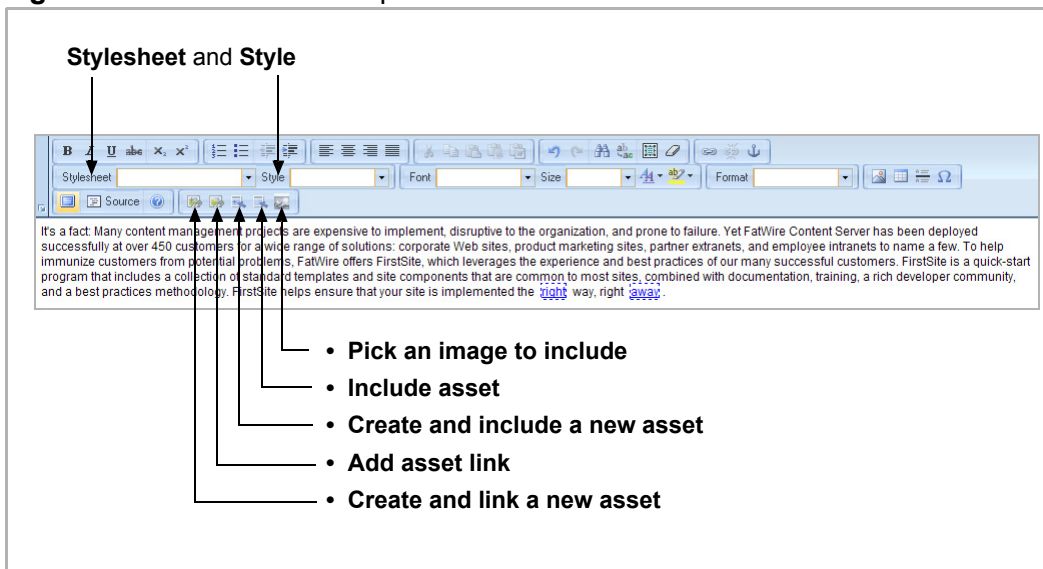 Stylesheet and Style
B I U abc X₂ X²
Stylesheet Style Font Size Format Ω
Source
It's a fact: Many content management projects are expensive to implement, disruptive to the organization, and prone to failure. Yet FatWire Content Server has been deployed
successfully at over 450 customers for a wide range of solutions: corporate Web sites, product marketing sites, partner extranets, and employee intranets to name a few. To help
immunize customers from potential problems, FatWire offers FirstSite, which leverages the experience and best practices of our many successful customers. FirstSite is a quick-start
program that includes a collection of standard templates and site components that are common to most sites, combined with documentation, training, a rich developer community,
and a best practices methodology. FirstSite helps ensure that your site is implemented the right way, right away.
• Pick an image to include
• Include asset
• Create and include a new asset
• Add asset link
• Create and link a new asset